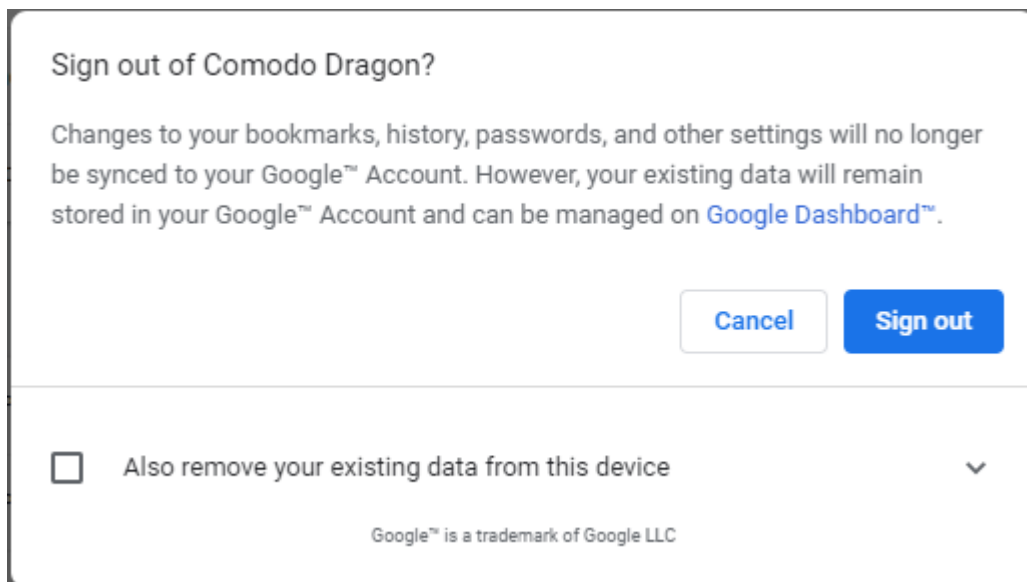 Sign out of Comodo Dragon?
Changes to your bookmarks, history, passwords, and other settings will no longer
be synced to your Google™ Account. However, your existing data will remain
stored in your Google™ Account and can be managed on Google Dashboard™.
Cancel
Sign out
Also remove your existing data from this device
Google™ is a trademark of Google LLC